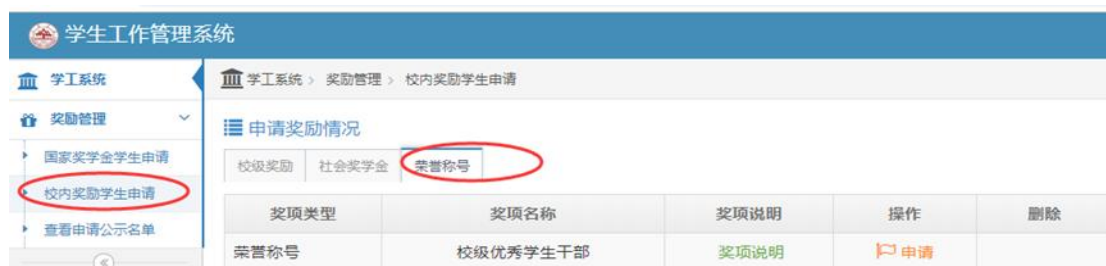 学生工作管理系统
学工系统
奖励管理
国家奖学金学生申请
校内奖励学生申请
查看申请公示名单
学工系统 > 奖励管理 > 校内奖励学生申请
申请奖励情况
校级奖励 社会奖学金 荣誉称号
奖项类型 奖项名称 奖项说明 操作 删除
荣誉称号 校级优秀学生干部 奖项说明 申请